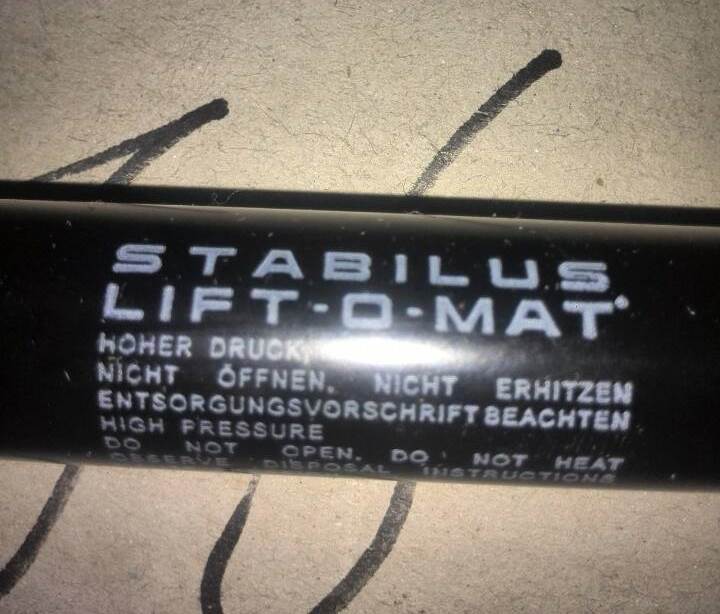 STABILUS
LIFT-O-MAT®
HOHER DRUCK,
NICHT ÖFFNEN. NICHT ERHITZEN
ENTSORGUNGSVORSCHRIFT BEACHTEN
HIGH PRESSURE
DO NOT OPEN. DO NOT HEAT
DISPOSAL INSTRUCTIONS